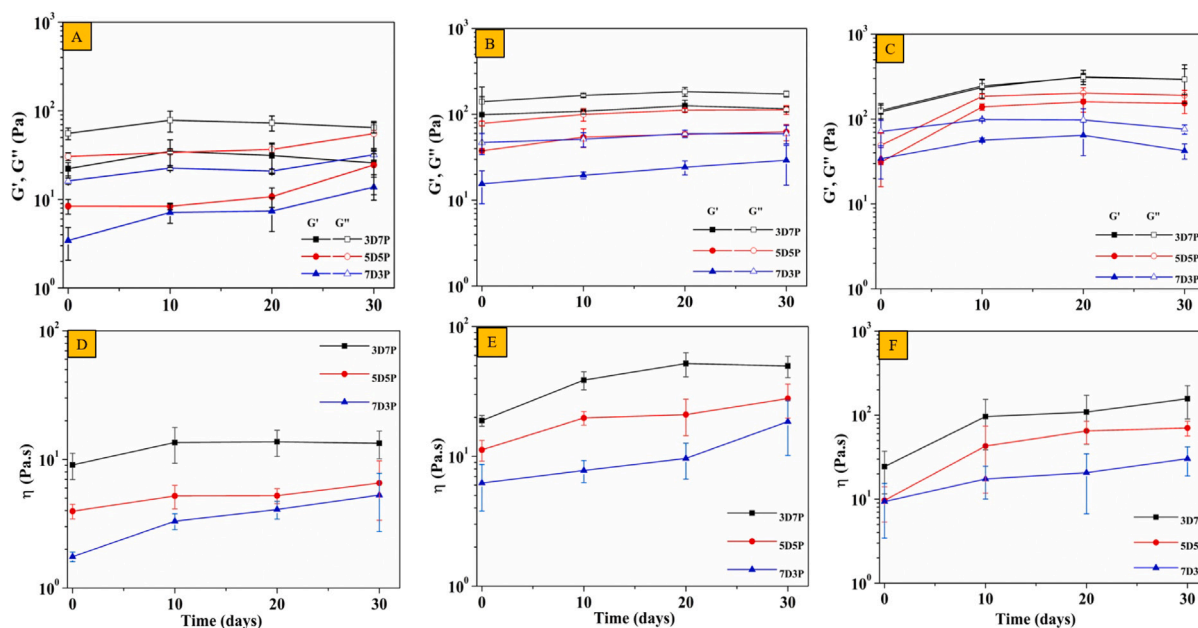 A
G', G" (Pa)
10³
10²
10¹
10⁰
0 10 20 30
G' G"
3D7P
5D5P
7D3P
B
G', G" (Pa)
10³
10²
10¹
10⁰
0 10 20 30
G' G"
3D7P
5D5P
7D3P
C
G', G" (Pa)
10³
10²
10¹
10⁰
0 10 20 30
G' G"
3D7P
5D5P
7D3P
D
η (Pa.s)
10²
10¹
10⁰
3D7P
5D5P
7D3P
0 10 20 30
Time (days)
E
η (Pa.s)
10²
10¹
10⁰
3D7P
5D5P
7D3P
0 10 20 30
Time (days)
F
η (Pa.s)
10³
10²
10¹
10⁰
3D7
5D5
7D3
0 10 20 30
Time (days)